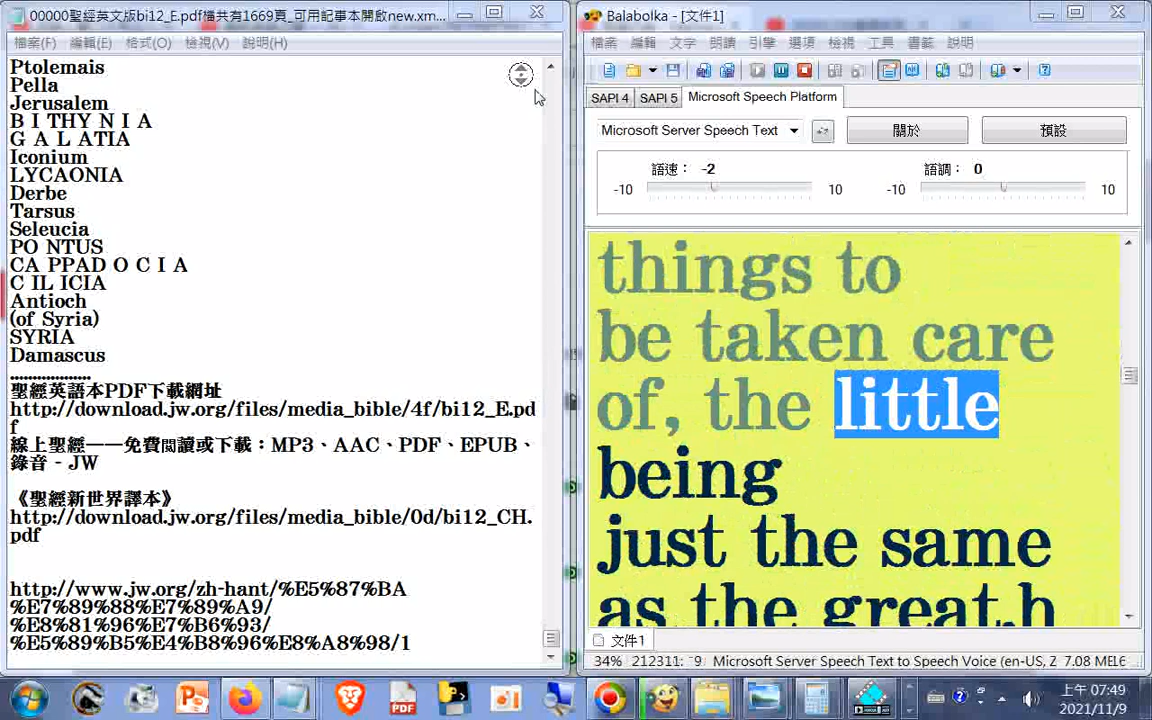 00000聖經英文版bi12_E.pdf檔共有1669頁_可用記事本開啟new.xm...
檔案(F) 編輯(E) 格式(O) 檢視(V) 說明(H)
Ptolemais
Pella
Jerusalem
B I THY N I A
G A L ATIA
Iconium
LYCAONIA
Derbe
Tarsus
Seleucia
PO NTUS
CA PPAD O C I A
C IL ICIA
Antioch
(of Syria)
SYRIA
Damascus
..................
聖經英語本PDF下載網址
http://download.jw.org/files/media_bible/4f/bi12_E.pd
f
線上聖經——免費閱讀或下載：MP3、AAC、PDF、EPUB、
錄音 - JW
《聖經新世界譯本》
http://download.jw.org/files/media_bible/0d/bi12_CH.
pdf
http://www.jw.org/zh-hant/%E5%87%BA
%E7%89%88%E7%89%A9/
%E8%81%96%E7%B6%93/
%E5%89%B5%E4%B8%96%E8%A8%98/1
Balabolka - [文件1]
檔案 編輯 文字 朗讀 引擎 選項 檢視 工具 書籤 說明
SAPI 4 SAPI 5 Microsoft Speech Platform
Microsoft Server Speech Text 關於 預設
語速： -2 語調： 0
-10 10 -10 10
things to
be taken care
of, the little
being
just the same
as the great.h
文件1
34% 212311: 9 Microsoft Server Speech Text to Speech Voice (en-US, Z 7.08 MEL6
PDF
上午 07:49
2021/11/9